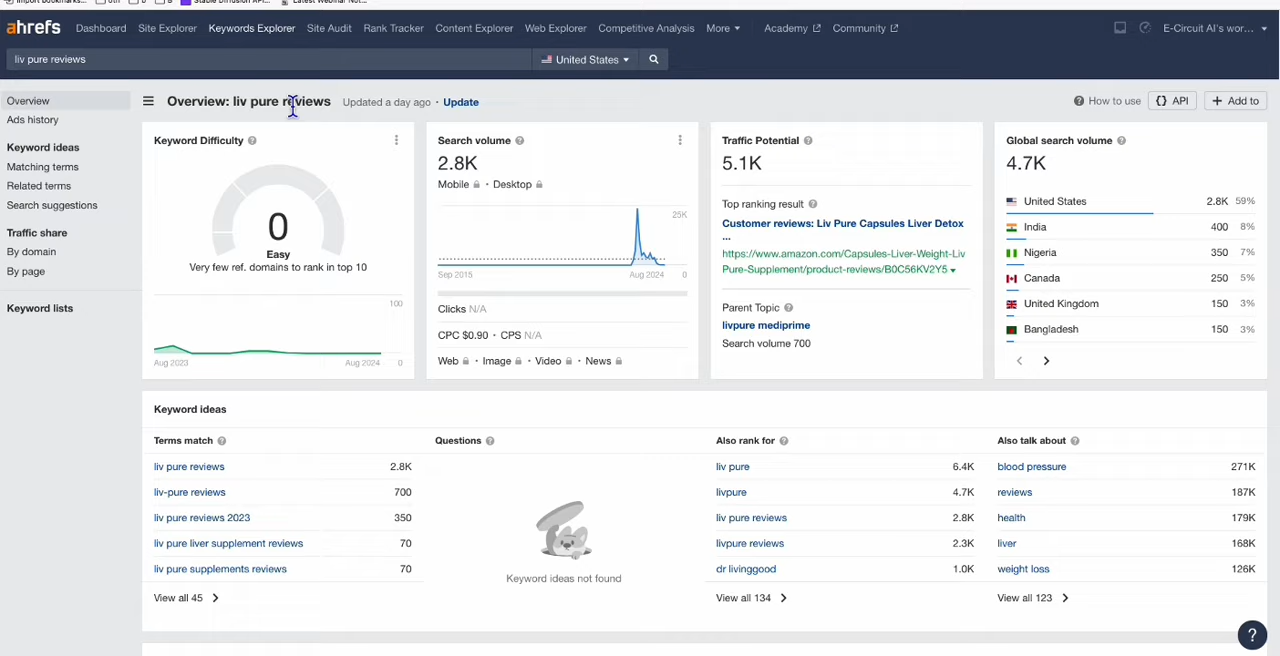 Import bookmarks...
Stable Diffusion API...
Latest Webinar Not...
ahrefs Dashboard Site Explorer Keywords Explorer Site Audit Rank Tracker Content Explorer Web Explorer Competitive Analysis More Academy Community E-Circuit AI's wor...
liv pure reviews United States
Overview
Ads history
Keyword ideas
Matching terms
Related terms
Search suggestions
Traffic share
By domain
By page
Keyword lists
Overview: liv pure reviews Updated a day ago • Update
How to use API + Add to
Keyword Difficulty
0
Easy
Very few ref. domains to rank in top 10
100
Aug 2023 Aug 2024 0
Search volume
2.8K
Mobile • Desktop
25K
Sep 2015 Aug 2024 0
Clicks N/A
CPC $0.90 • CPS N/A
Web • Image • Video • News
Traffic Potential
5.1K
Top ranking result
Customer reviews: Liv Pure Capsules Liver Detox
...
https://www.amazon.com/Capsules-Liver-Weight-Liv
Pure-Supplement/product-reviews/B0C56KV2Y5
Parent Topic
livpure mediprime
Search volume 700
Global search volume
4.7K
United States 2.8K 59%
India 400 8%
Nigeria 350 7%
Canada 250 5%
United Kingdom 150 3%
Bangladesh 150 3%
Keyword ideas
Terms match
liv pure reviews 2.8K
liv-pure reviews 700
liv pure reviews 2023 350
liv pure liver supplement reviews 70
liv pure supplements reviews 70
View all 45
Questions
Keyword ideas not found
Also rank for
liv pure 6.4K
livpure 4.7K
liv pure reviews 2.8K
livpure reviews 2.3K
dr livinggood 1.0K
View all 134
Also talk about
blood pressure 271K
reviews 187K
health 179K
liver 168K
weight loss 126K
View all 123
?